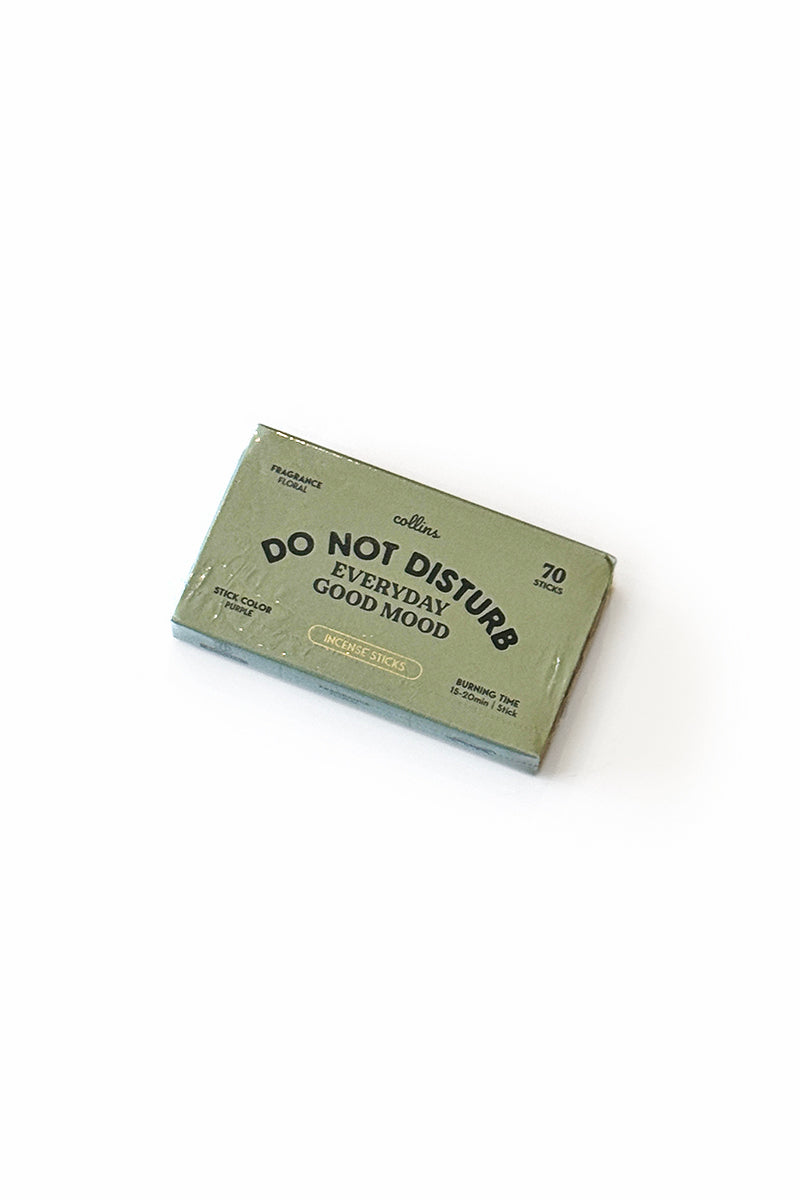 FRAGRANCE
FLORAL
collins
DO NOT DISTURB
EVERYDAY
GOOD MOOD
70
STICKS
STICK COLOR
PURPLE
INCENSE STICKS
BURNING TIME
15-20min | Stick